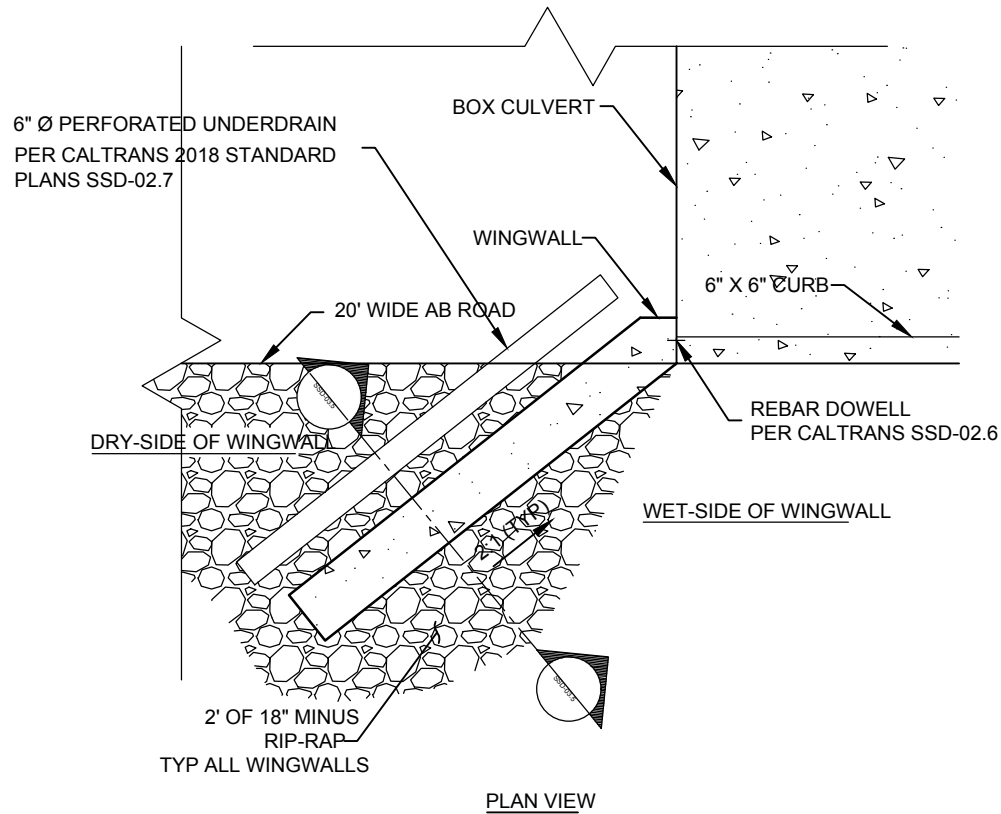 6" Ø PERFORATED UNDERDRAIN
PER CALTRANS 2018 STANDARD
PLANS SSD-02.7
BOX CULVERT
WINGWALL
6" X 6" CURB
20' WIDE AB ROAD
DRY-SIDE OF WINGWALL
REBAR DOWELL
PER CALTRANS SSD-02.6
WET-SIDE OF WINGWALL
2:1 (TYP)
2' OF 18" MINUS
RIP-RAP
TYP ALL WINGWALLS
PLAN VIEW